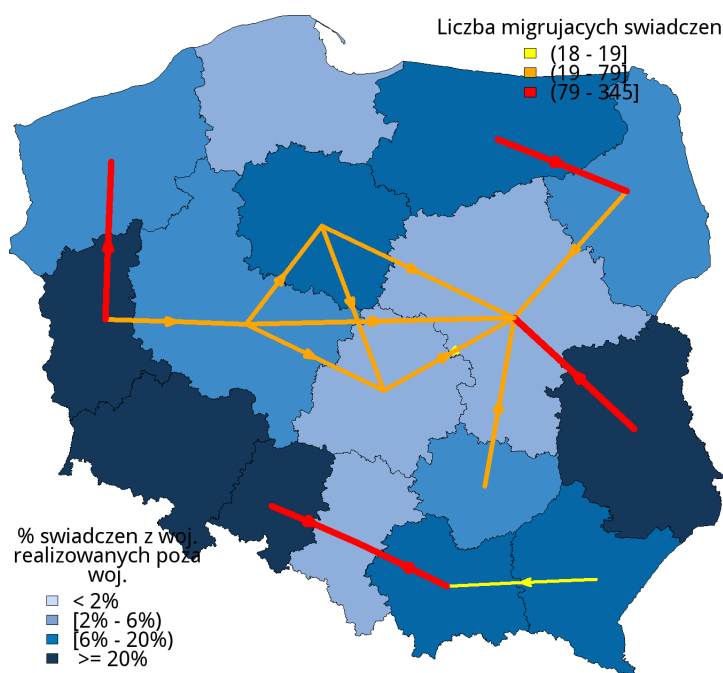 Liczba migrujacych swiadczen
(18 - 19]
(19 - 79]
(79 - 345]
% swiadczen z woj.
realizowanych poza
woj.
< 2%
[2% - 6%)
[6% - 20%)
>= 20%